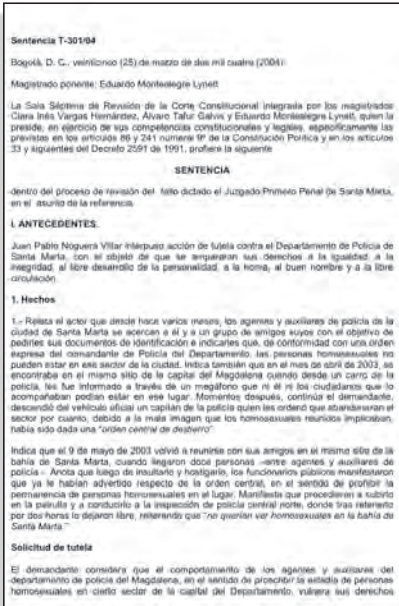 Sentencia T-301/04
Bogotá, D. C., veinticinco (25) de marzo de dos mil cuatro (2004).
Magistrado ponente: Eduardo Montealegre Lynett
La Sala Séptima de Revisión de la Corte Constitucional integrada por los magistrados
Clara Inés Vargas Hernández, Álvaro Tafur Galvis y Eduardo Montealegre Lynett, quien la
preside, en ejercicio de sus competencias constitucionales y legales, específicamente las
previstas en los artículos 86 y 241 numeral 9º de la Constitución Política y en los artículos
33 y siguientes del Decreto 2591 de 1991, profiere la siguiente
SENTENCIA
dentro del proceso de revisión del fallo dictado el Juzgado Primero Penal de Santa Marta,
en el asunto de la referencia.
I. ANTECEDENTES.
Juan Pablo Noguera Villar interpuso acción de tutela contra el Departamento de Policía de
Santa Marta, con el objeto de que se ampararan sus derechos a la igualdad, a la
integridad, al libre desarrollo de la personalidad, a la honra, al buen nombre y a la libre
circulación.
1. Hechos
1.- Relata el actor que desde hace varios meses, los agentes y auxiliares de policía de la
ciudad de Santa Marta se acercan a él y a un grupo de amigos suyos con el objetivo de
pedirles sus documentos de identificación e indicarles que, de conformidad con una orden
expresa del comandante de Policía del Departamento, las personas homosexuales no
pueden estar en ese sector de la ciudad. Indica también que en el mes de abril de 2003, se
encontraba en el mismo sitio de la capital del Magdalena cuando desde un carro de la
policía, les fue informado a través de un megáfono que ni él ni los ciudadanos que lo
acompañaban podían estar en ese lugar. Momentos después, continúa el demandante,
descendió del vehículo oficial un capitán de la policía quien les ordenó que abandonaran el
sector por cuanto, debido a la mala imagen que los homosexuales reunidos implicaban,
había sido dada una "orden central de destierro".
Indica que el 9 de mayo de 2003 volvió a reunirse con sus amigos en el mismo sitio de la
bahía de Santa Marta, cuando llegaron doce personas -entre agentes y auxiliares de
policía-. Anota que luego de insultarlo y hostigarlo, los funcionarios públicos manifestaron
que ya le habían advertido respecto de la orden central, en el sentido de prohibir la
permanencia de personas homosexuales en el lugar. Manifiesta que procedieron a subirlo
en la patrulla y a conducirlo a la inspección de policía central norte, donde tras retenerlo
por dos horas lo dejaron libre, reiterando que "no querían ver homosexuales en la bahía de
Santa Marta."
Solicitud de tutela
El demandante considera que el comportamiento de los agentes y auxiliares del
departamento de policía del Magdalena, en el sentido de proscribir la estadía de personas
homosexuales en cierto sector de la capital del Departamento, vulnera sus derechos